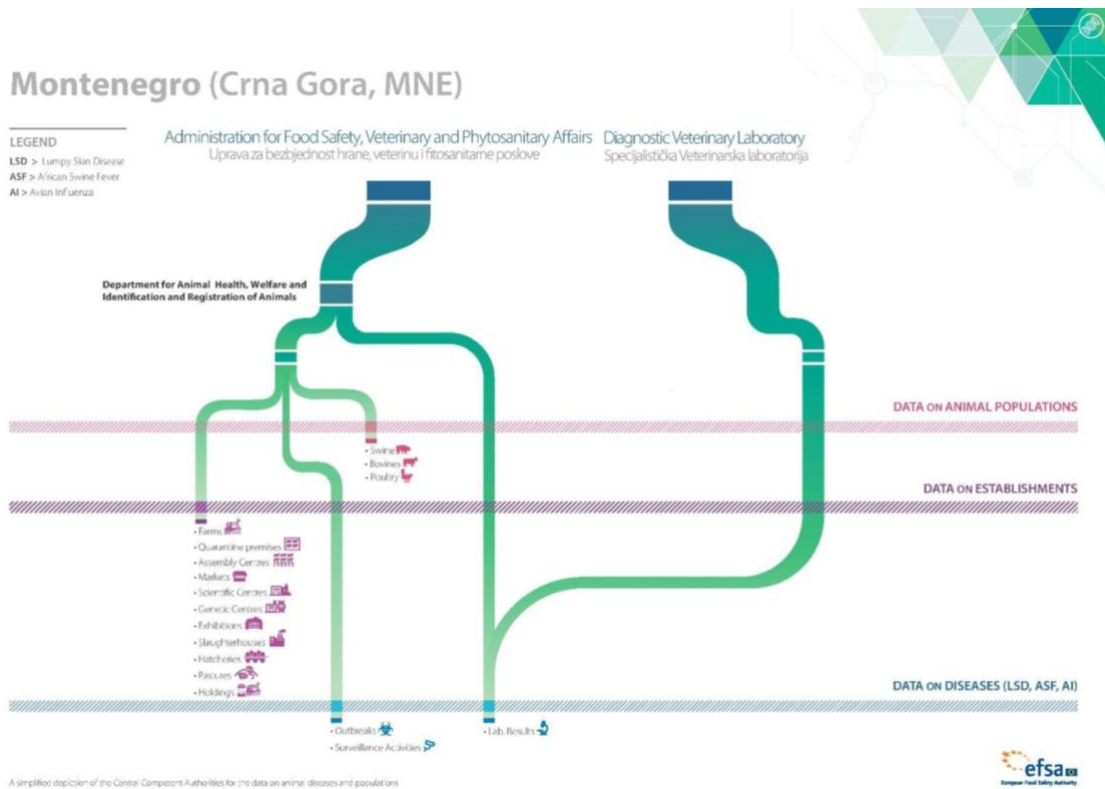 Montenegro (Crna Gora, MNE)
LEGEND
LSD > Lumpy Skin Disease
ASF > African Swine Fever
AI > Avian Influenza
Administration for Food Safety, Veterinary and Phytosanitary Affairs
Uprava za bezbjednost hrane, veterinu i fitosanitarne poslove
Diagnostic Veterinary Laboratory
Specijalistička Veterinarska laboratorija
Department for Animal Health, Welfare and
Identification and Registration of Animals
DATA ON ANIMAL POPULATIONS
• Swine
• Bovines
• Poultry
DATA ON ESTABLISHMENTS
• Farms
• Quarantine premises
• Assembly Centres
• Markets
• Scientific Centres
• Genetic Centres
• Exhibitions
• Slaughterhouses
• Hatcheries
• Pastures
• Holdings
DATA ON DISEASES (LSD, ASF, AI)
• Outbreaks
• Surveillance Activities
• Lab. Results
A simplified depiction of the Central Competent Authorities for the data on animal diseases and populations
efsa
European Food Safety Authority